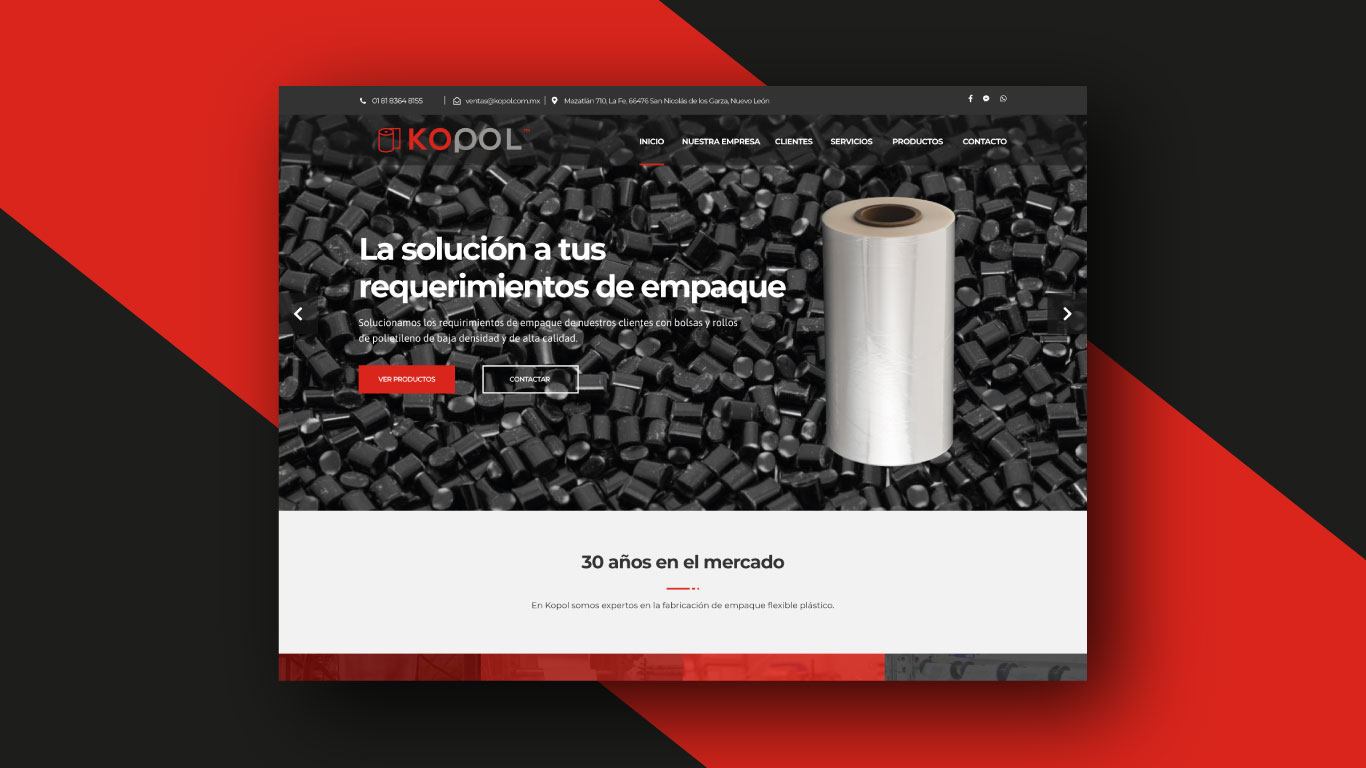 01 81 8364 8155 | ventas@kopol.com.mx | Mazatlán 710, La Fe, 66476 San Nicolás de los Garza, Nuevo León
KOPOL™
INICIO NUESTRA EMPRESA CLIENTES SERVICIOS PRODUCTOS CONTACTO
La solución a tus
requerimientos de empaque
Solucionamos los requirimientos de empaque de nuestros clientes con bolsas y rollos
de polietileno de baja densidad y de alta calidad.
VER PRODUCTOS CONTACTAR
30 años en el mercado
En Kopol somos expertos en la fabricación de empaque flexible plástico.